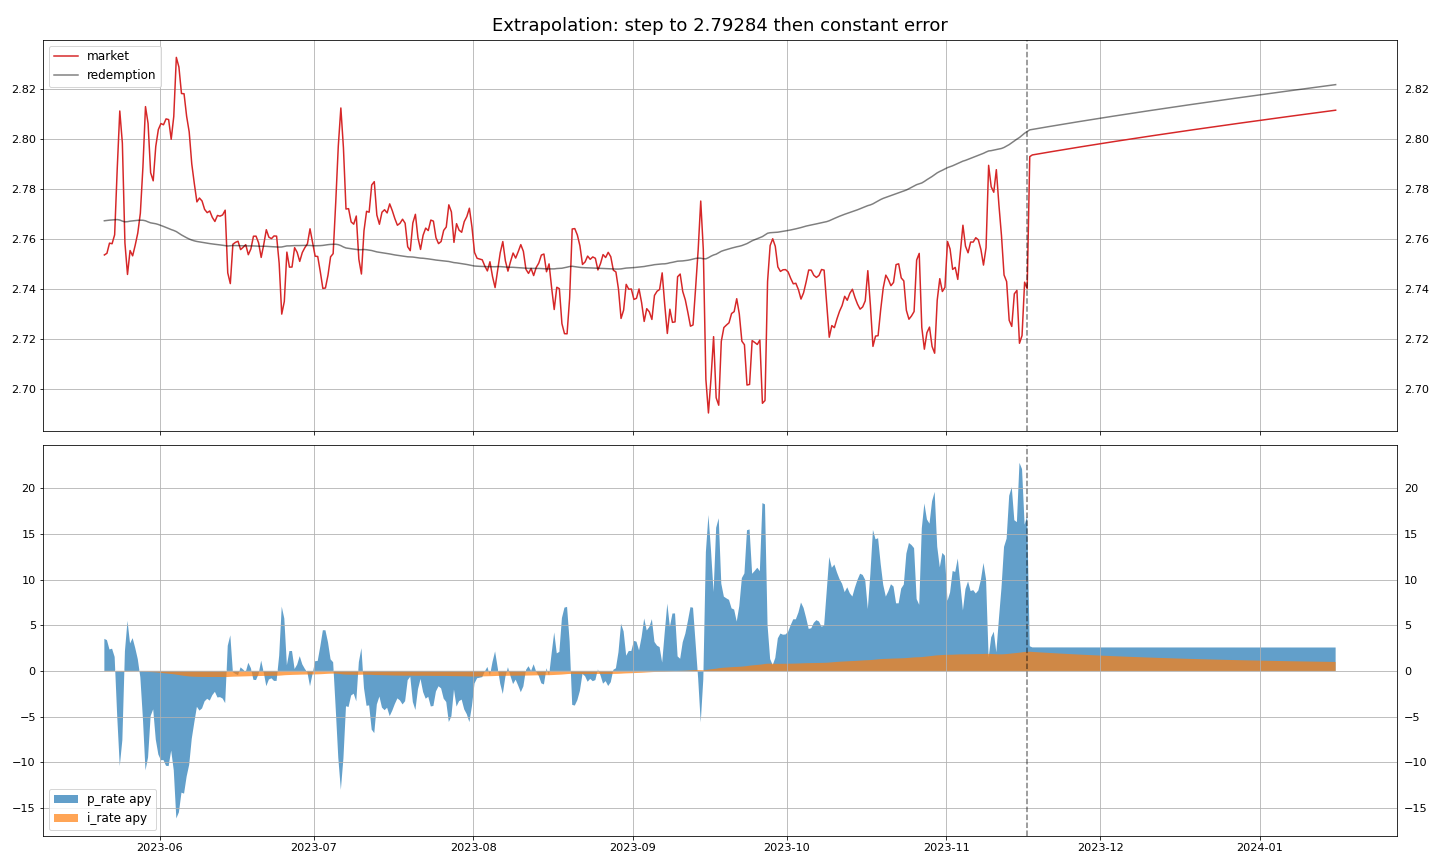 Extrapolation: step to 2.79284 then constant error
market
redemption
2.82 2.82
2.80 2.80
2.78 2.78
2.76 2.76
2.74 2.74
2.72 2.72
2.70 2.70
20 20
15 15
10 10
5 5
0 0
−5 −5
−10 −10
−15 −15
p_rate apy
i_rate apy
2023-06 2023-07 2023-08 2023-09 2023-10 2023-11 2023-12 2024-01